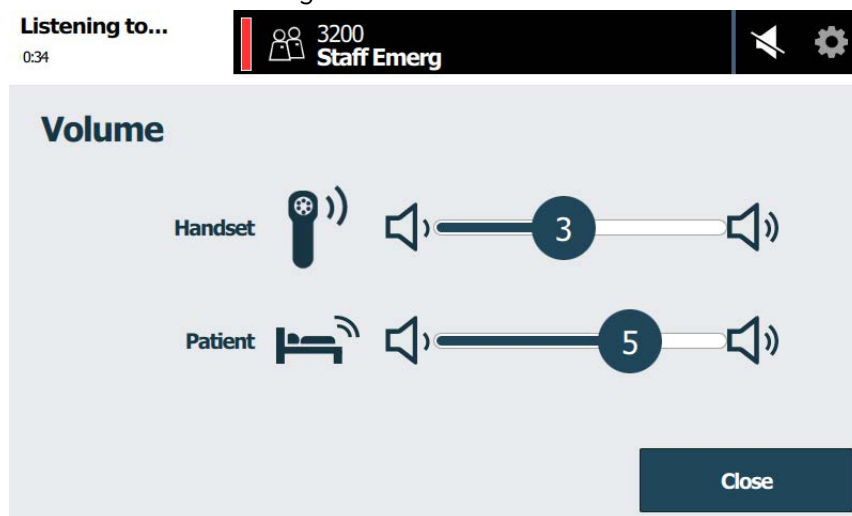 Listening to...
0:34
3200
Staff Emerg
Volume
Handset
3
Patient
5
Close